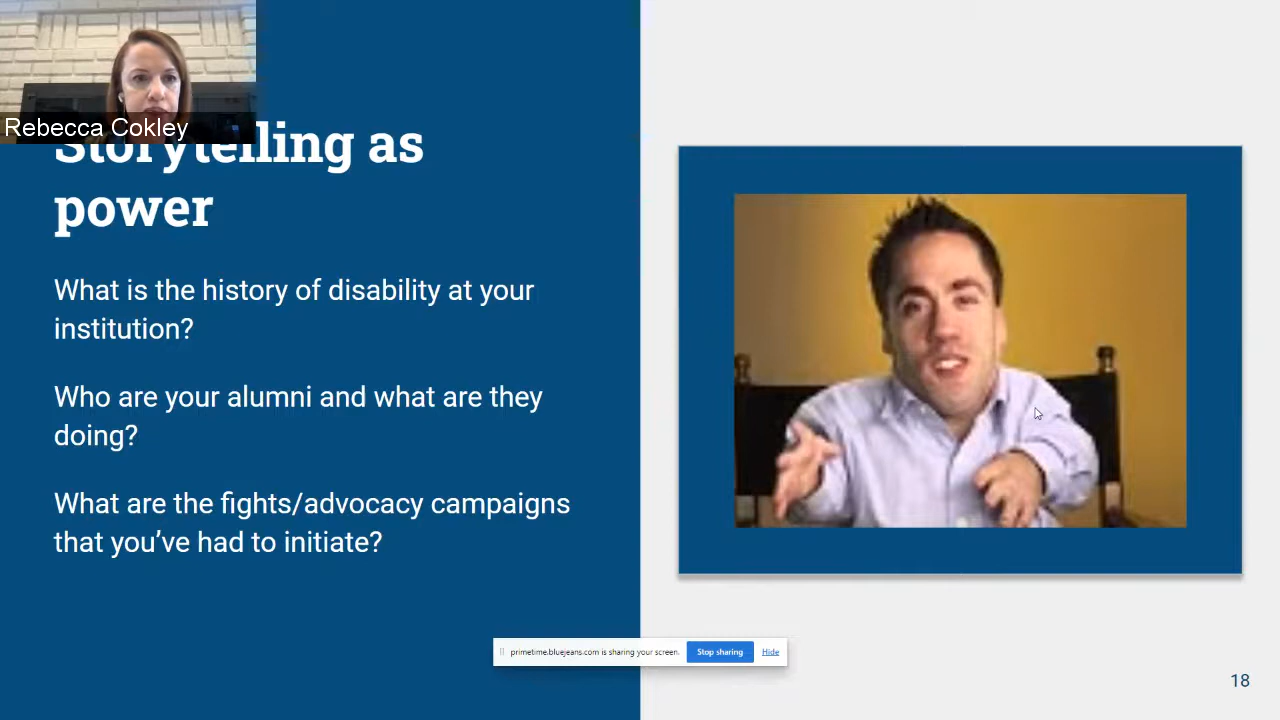 Rebecca Cokley
Storytelling as
power
What is the history of disability at your
institution?
Who are your alumni and what are they
doing?
What are the fights/advocacy campaigns
that you’ve had to initiate?
primetime.bluejeans.com is sharing your screen.
Stop sharing
Hide
18